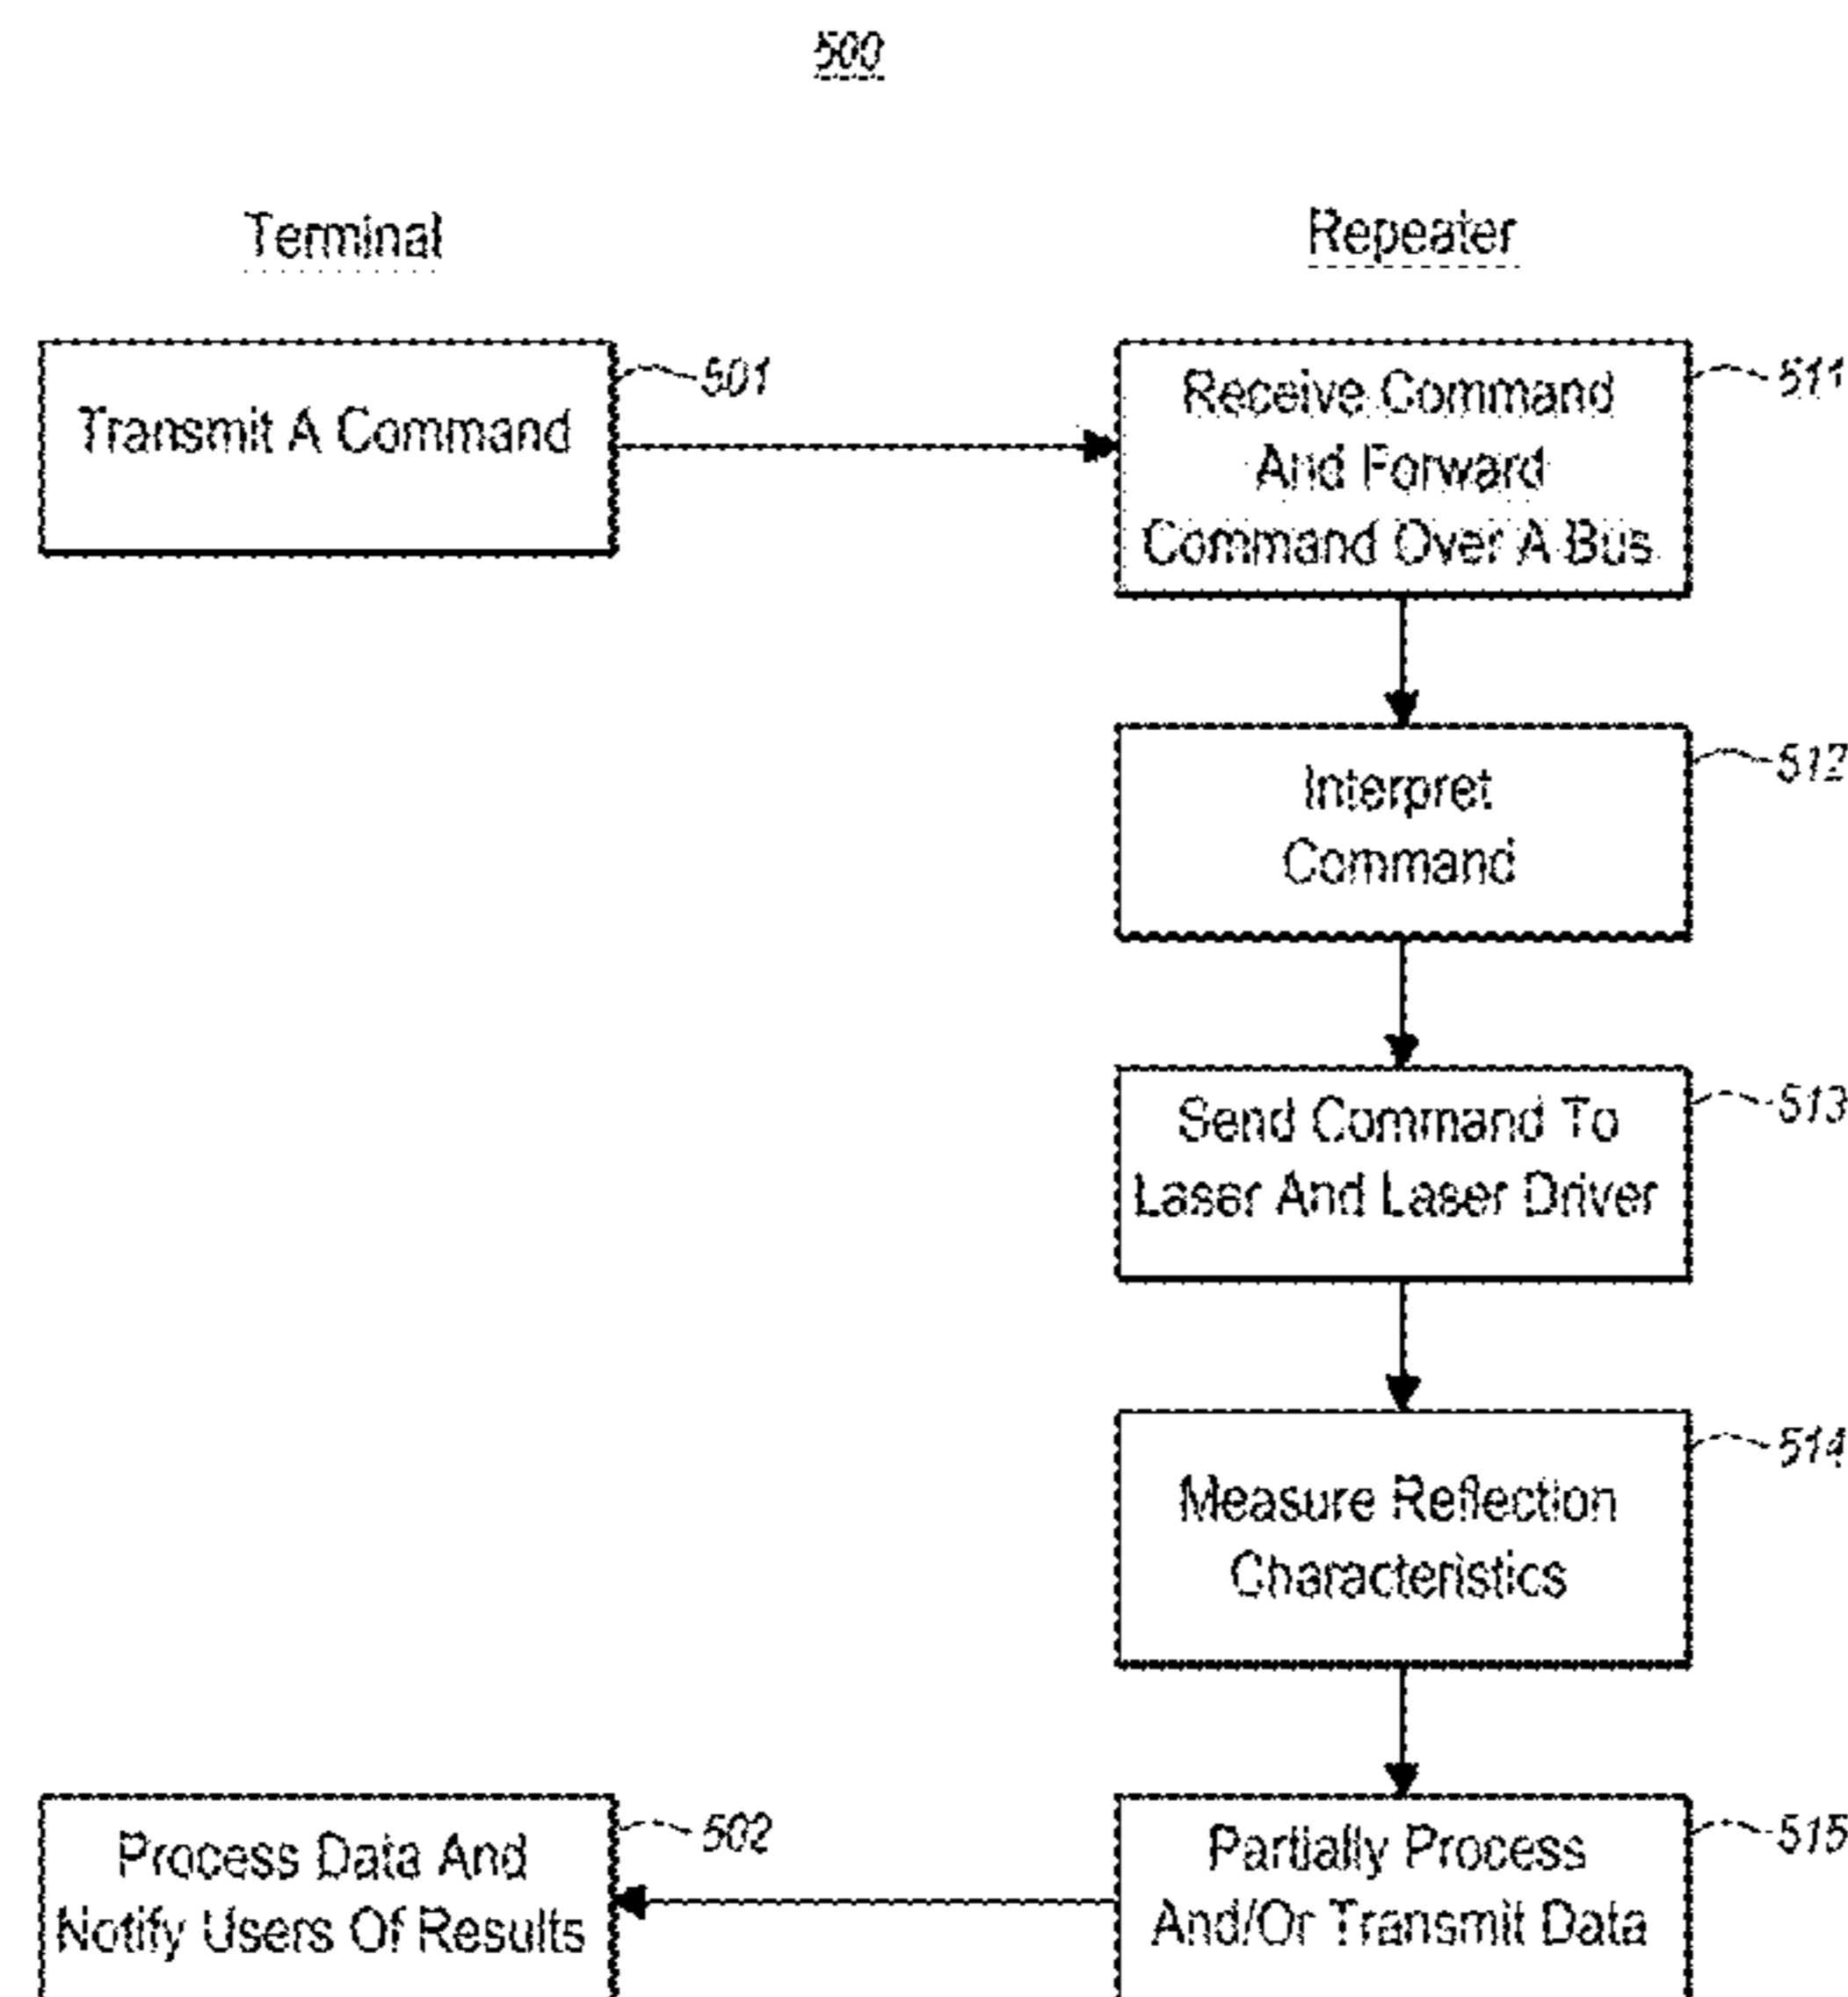 500
Terminal
Repeater
Transmit A Command
501
Receive Command
And Forward
Command Over A Bus
511
Interpret
Command
512
Send Command To
Laser And Laser Driver
513
Measure Reflection
Characteristics
514
Process Data And
Notify Users Of Results
502
Partially Process
And/Or Transmit Data
515